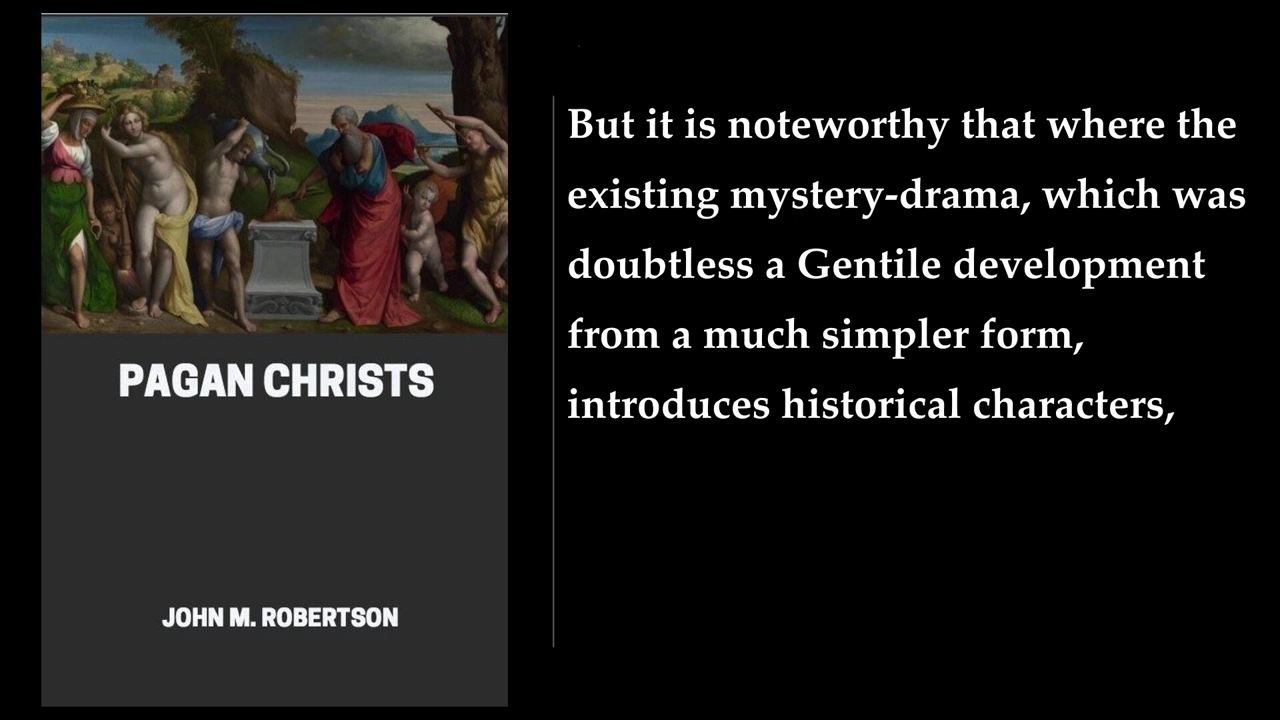 PAGAN CHRISTS
JOHN M. ROBERTSON
But it is noteworthy that where the
existing mystery-drama, which was
doubtless a Gentile development
from a much simpler form,
introduces historical characters,